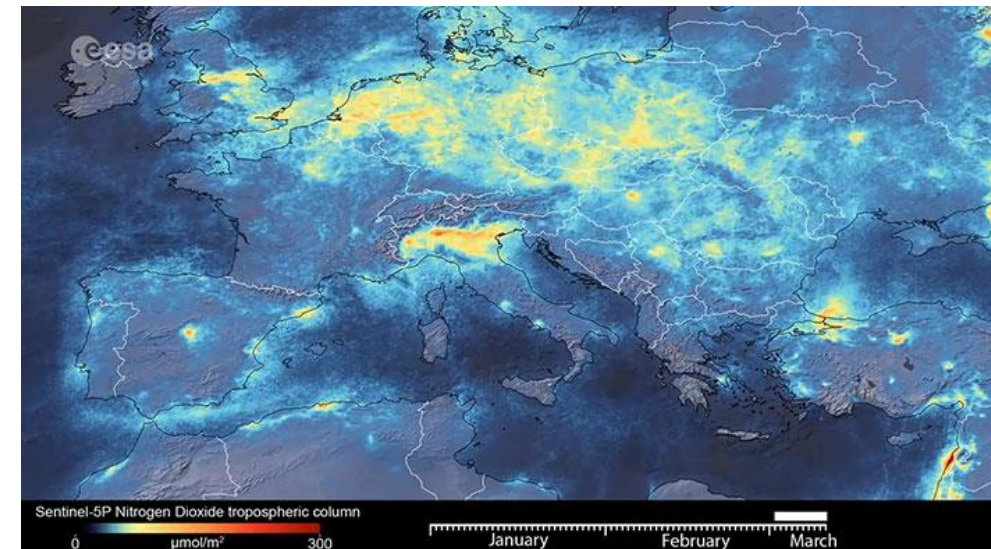 esa
Sentinel-5P Nitrogen Dioxide tropospheric column
0 µmol/m² 300
January February March